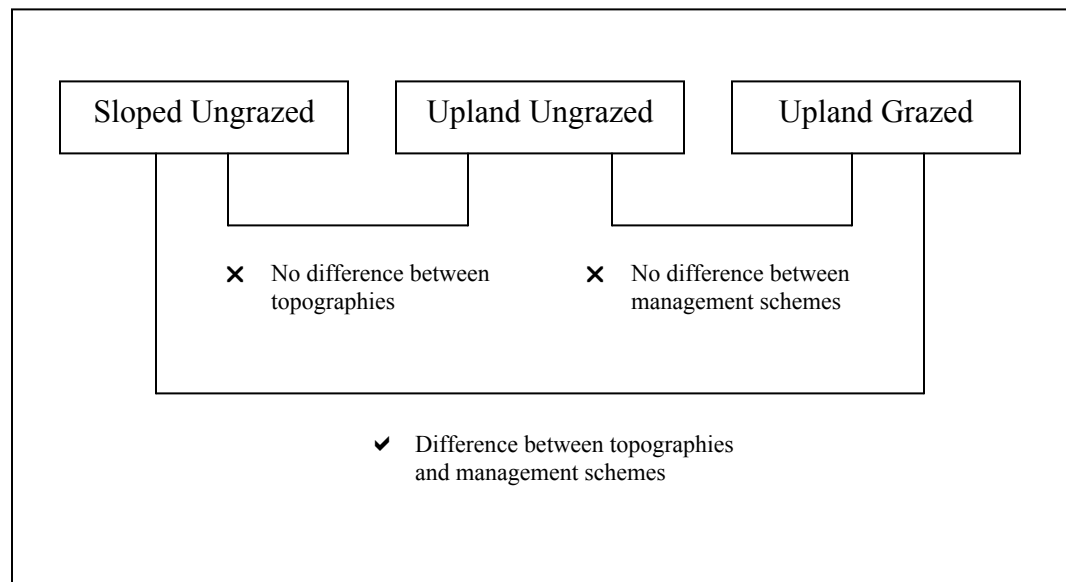 Sloped Ungrazed
Upland Ungrazed
Upland Grazed
✕ No difference between
topographies
✕ No difference between
management schemes
✔ Difference between topographies
and management schemes